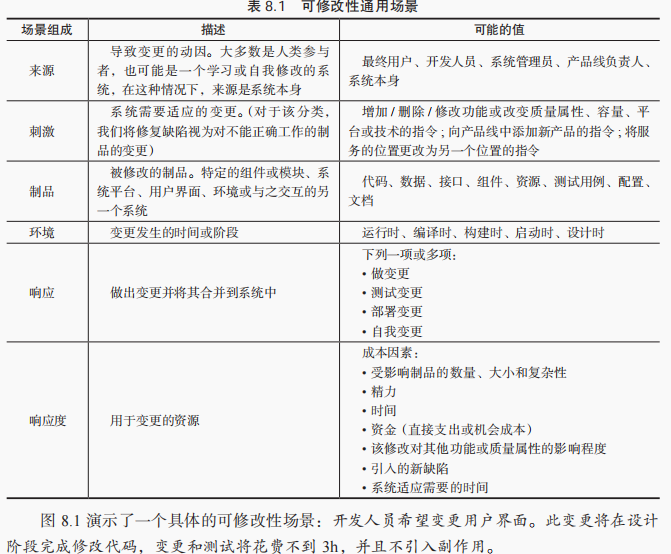 表 8.1 可修改性通用场景
场景组成 描述 可能的值
来源
导致变更的动因。大多数是人类参与
者，也可能是一个学习或自我修改的系
统，在这种情况下，来源是系统本身
最终用户、开发人员、系统管理员、产品线负责人、
系统本身
刺激
系统需要适应的变更。（对于该分类，
我们将修复缺陷视为对不能正确工作的制
品的变更）
增加 / 删除 / 修改功能或改变质量属性、容量、平
台或技术的指令；向产品线中添加新产品的指令；将服
务的位置更改为另一个位置的指令
制品
被修改的制品。特定的组件或模块、系
统平台、用户界面、环境或与之交互的另
一个系统
代码、数据、接口、组件、资源、测试用例、配置、
文档
环境 变更发生的时间或阶段 运行时、编译时、构建时、启动时、设计时
响应
做出变更并将其合并到系统中
下列一项或多项：
• 做变更
• 测试变更
• 部署变更
• 自我变更
响应度
用于变更的资源
成本因素：
• 受影响制品的数量、大小和复杂性
• 精力
• 时间
• 资金（直接支出或机会成本）
• 该修改对其他功能或质量属性的影响程度
• 引入的新缺陷
• 系统适应需要的时间
图 8.1 演示了一个具体的可修改性场景：开发人员希望变更用户界面。此变更将在设计
阶段完成修改代码，变更和测试将花费不到 3h，并且不引入副作用。